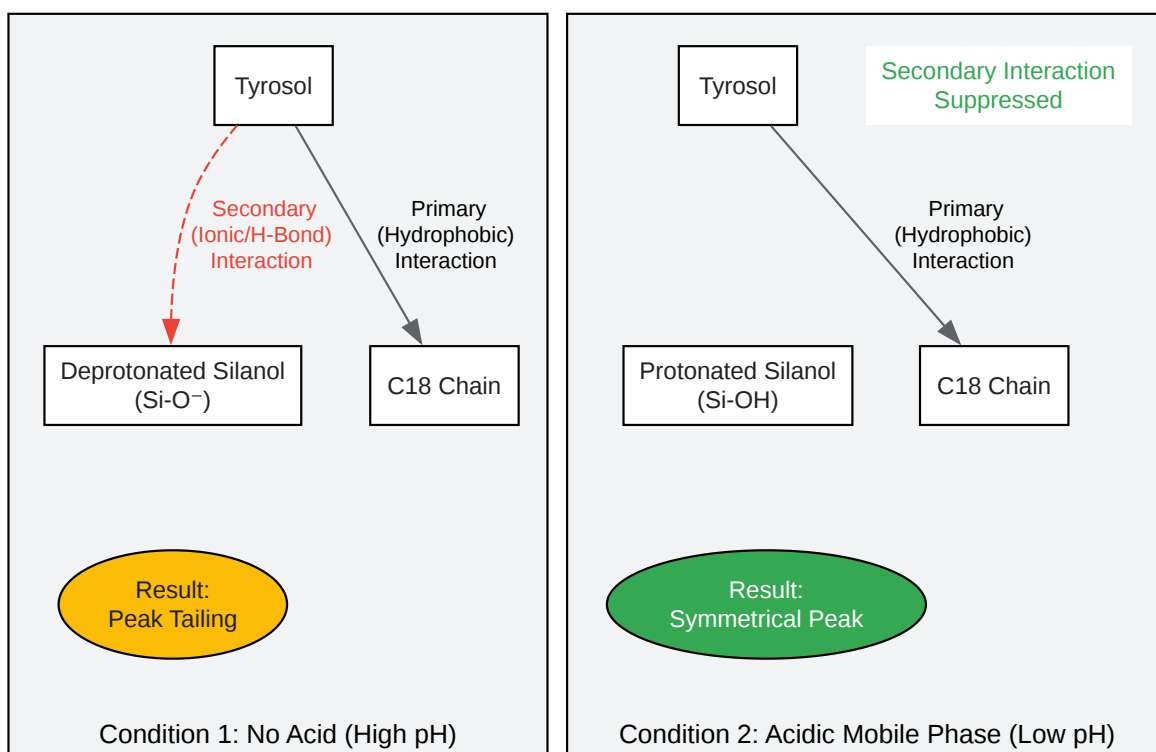 Tyrosol
Secondary
(Ionic/H-Bond)
Interaction
Primary
(Hydrophobic)
Interaction
Deprotonated Silanol
(Si-O⁻)
C18 Chain
Result:
Peak Tailing
Condition 1: No Acid (High pH)
Tyrosol
Secondary Interaction
Suppressed
Primary
(Hydrophobic)
Interaction
Protonated Silanol
(Si-OH)
C18 Chain
Result:
Symmetrical Peak
Condition 2: Acidic Mobile Phase (Low pH)